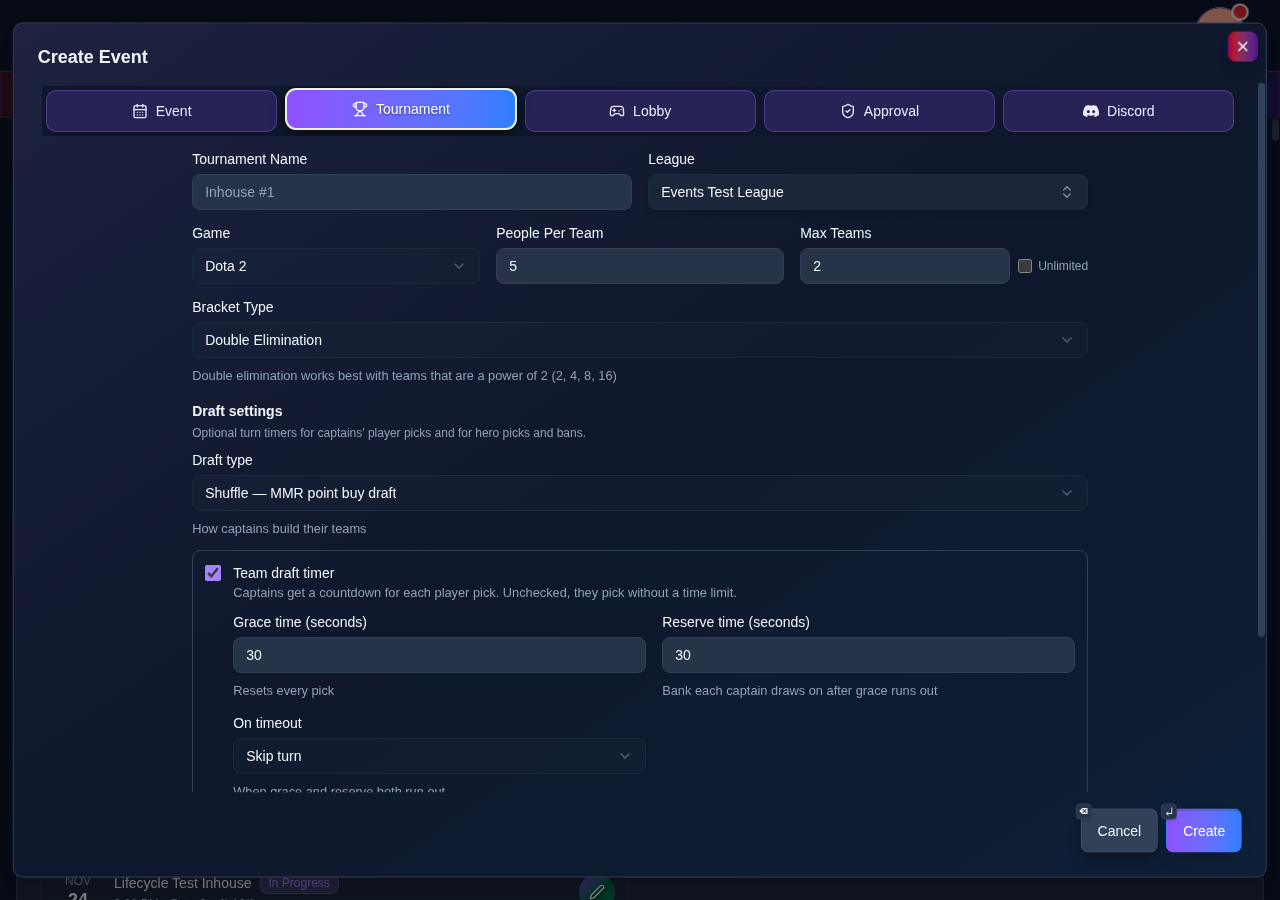 Create Event
Event
Tournament
Lobby
Approval
Discord
Tournament Name
League
Inhouse #1
Events Test League
Game
People Per Team
Max Teams
Dota 2
5
2
Unlimited
Bracket Type
Double Elimination
Double elimination works best with teams that are a power of 2 (2, 4, 8, 16)
Draft settings
Optional turn timers for captains' player picks and for hero picks and bans.
Draft type
Shuffle — MMR point buy draft
How captains build their teams
Team draft timer
Captains get a countdown for each player pick. Unchecked, they pick without a time limit.
Grace time (seconds)
Reserve time (seconds)
30
30
Resets every pick
Bank each captain draws on after grace runs out
On timeout
Skip turn
When grace and reserve both run out
Cancel
Create
NOV
Lifecycle Test Inhouse
In Progress
24